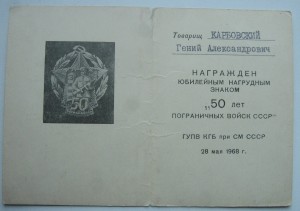 50
Товарищ КАРБОВСКИЙ
Гений Александрович
НАГРАЖДЕН
ЮБИЛЕЙНЫМ НАГРУДНЫМ
ЗНАКОМ
„50 лет
ПОГРАНИЧНЫХ ВОЙСК СССР"
ГУПВ КГБ при СМ СССР
28 мая 1968 г.